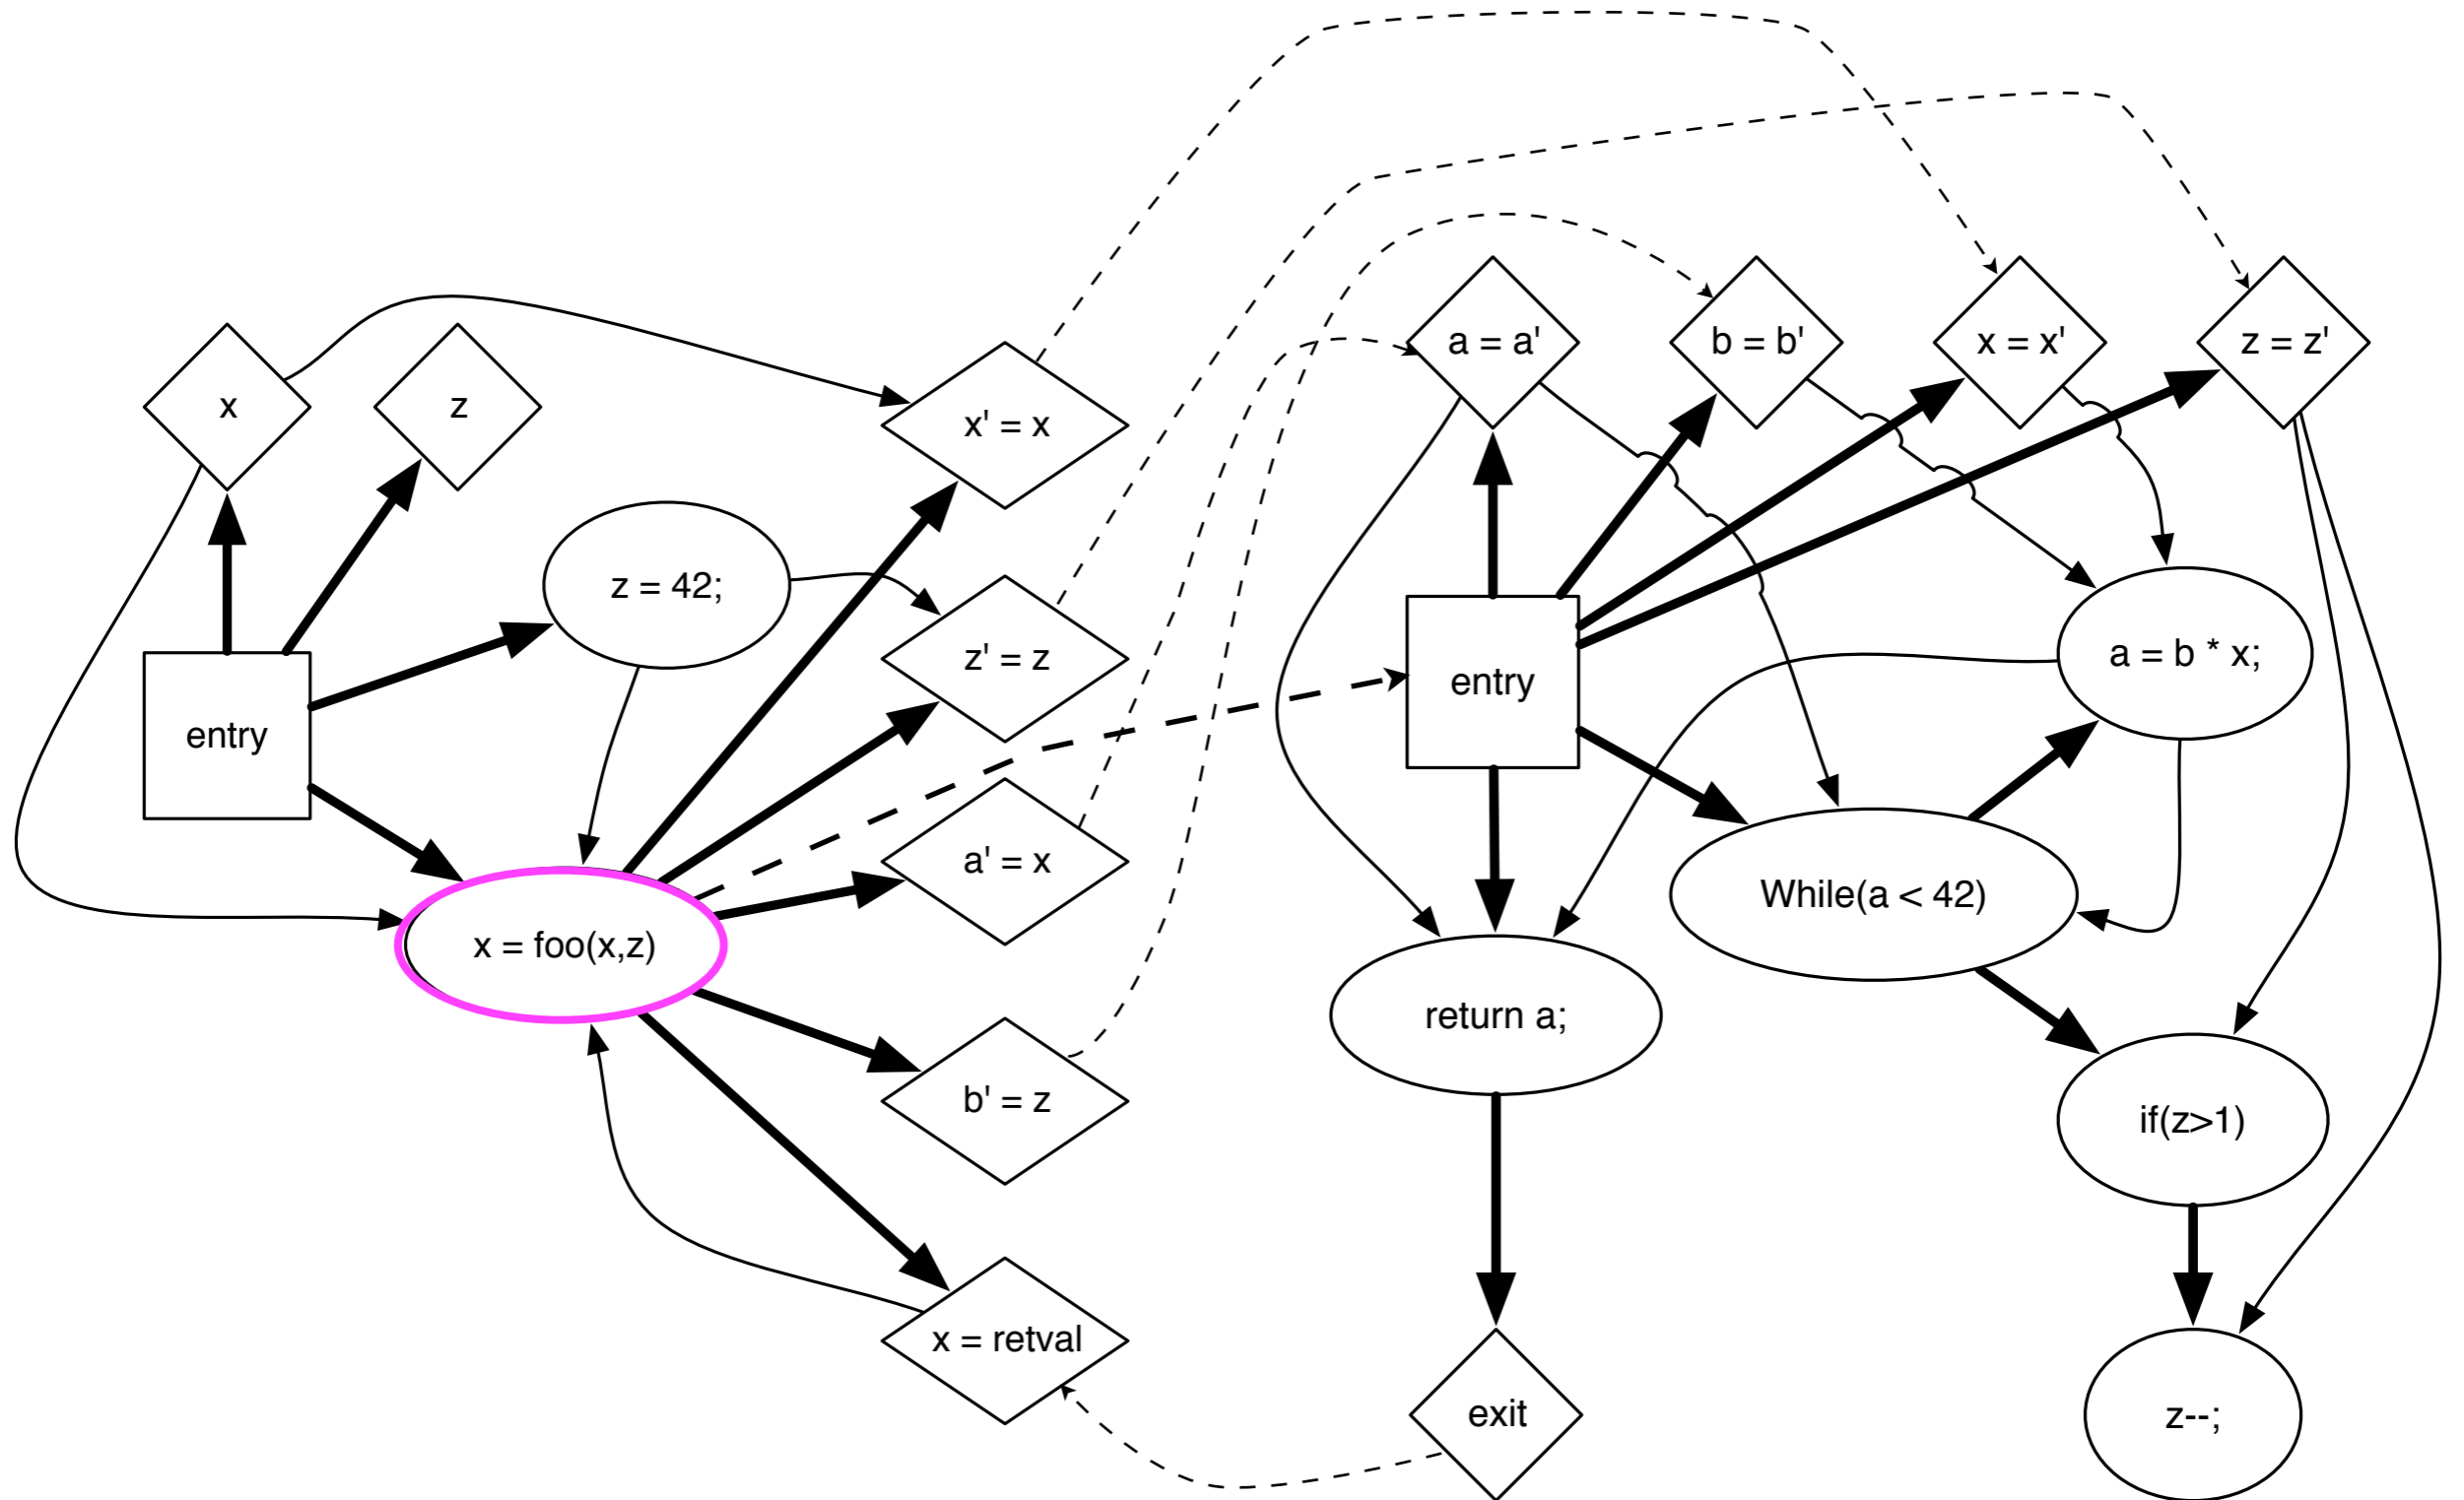 x
z
x' = x
a = a'
b = b'
x = x'
z = z'
z = 42;
z' = z
entry
entry
a = b * x;
a' = x
x = foo(x,z)
While(a < 42)
return a;
b' = z
if(z>1)
x = retval
exit
z--;